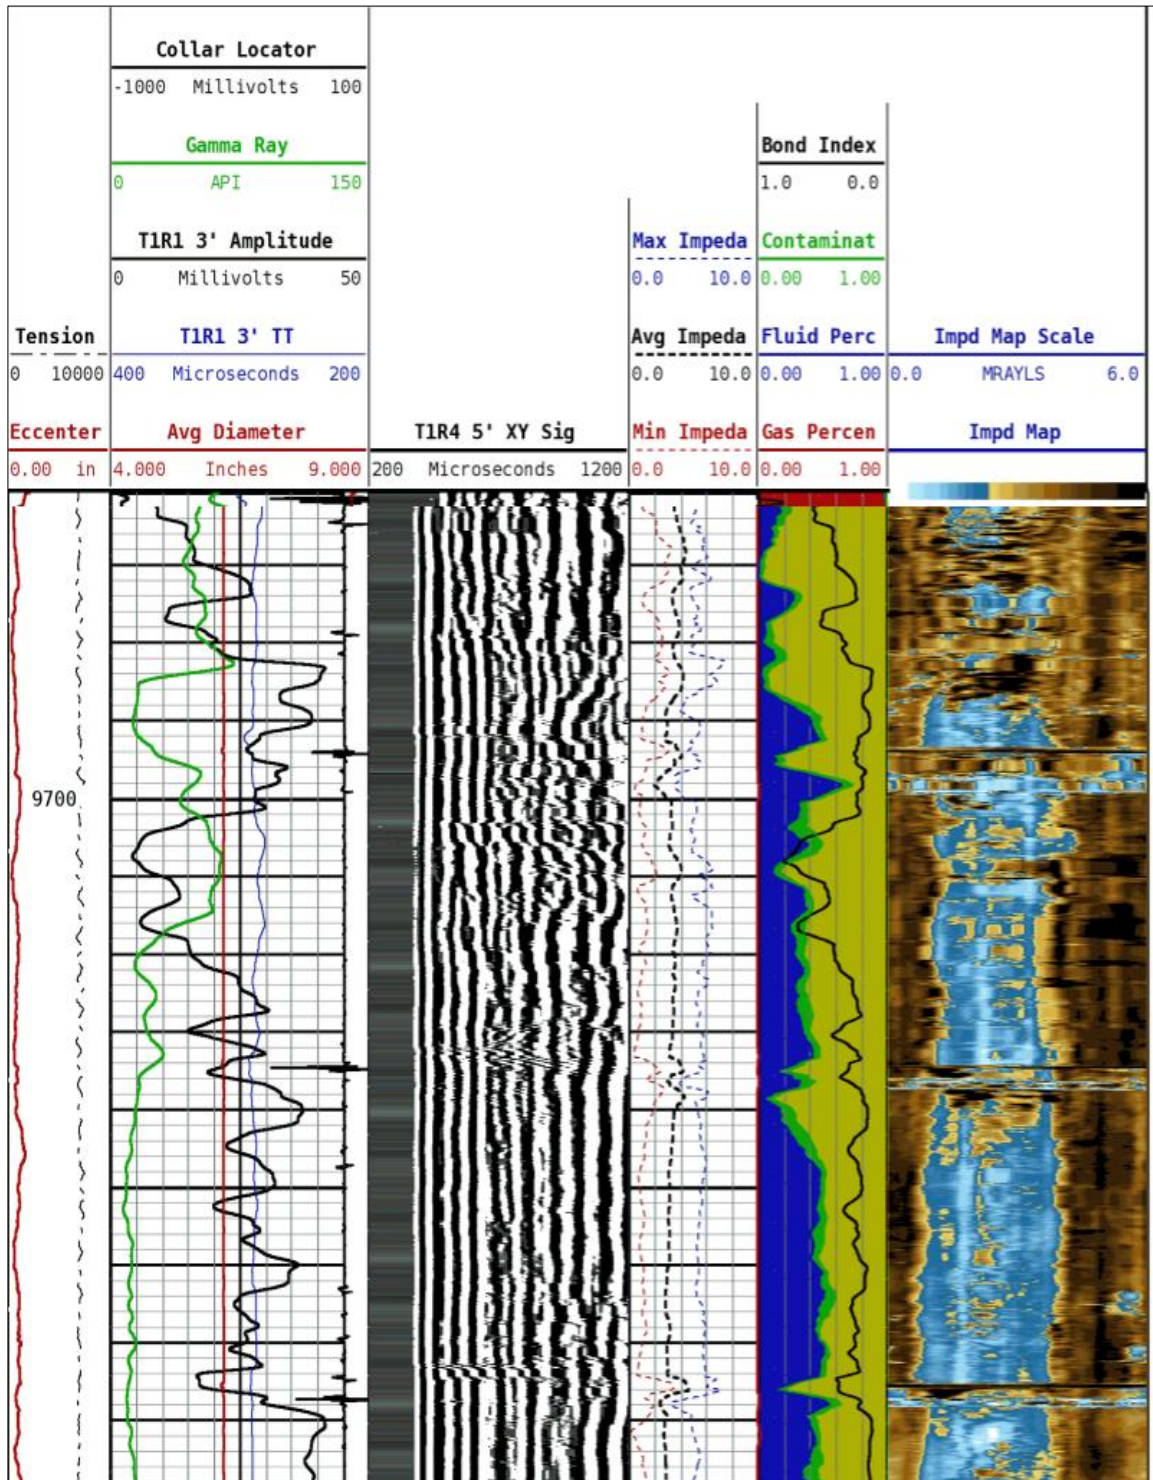 Collar Locator
-1000 Millivolts 100
Gamma Ray
0 API 150
T1R1 3' Amplitude
0 Millivolts 50
Tension
0 10000
T1R1 3' TT
400 Microseconds 200
Eccenter
0.00 in
Avg Diameter
4.000 Inches 9.000
T1R4 5' XY Sig
200 Microseconds 1200
Max Impeda
0.0 10.0
Avg Impeda
0.0 10.0
Min Impeda
0.0 10.0
Bond Index
1.0 0.0
Contaminat
0.00 1.00
Fluid Perc
0.00 1.00
Gas Percen
0.00 1.00
Impd Map Scale
0.0 MRAYLS 6.0
Impd Map
9700